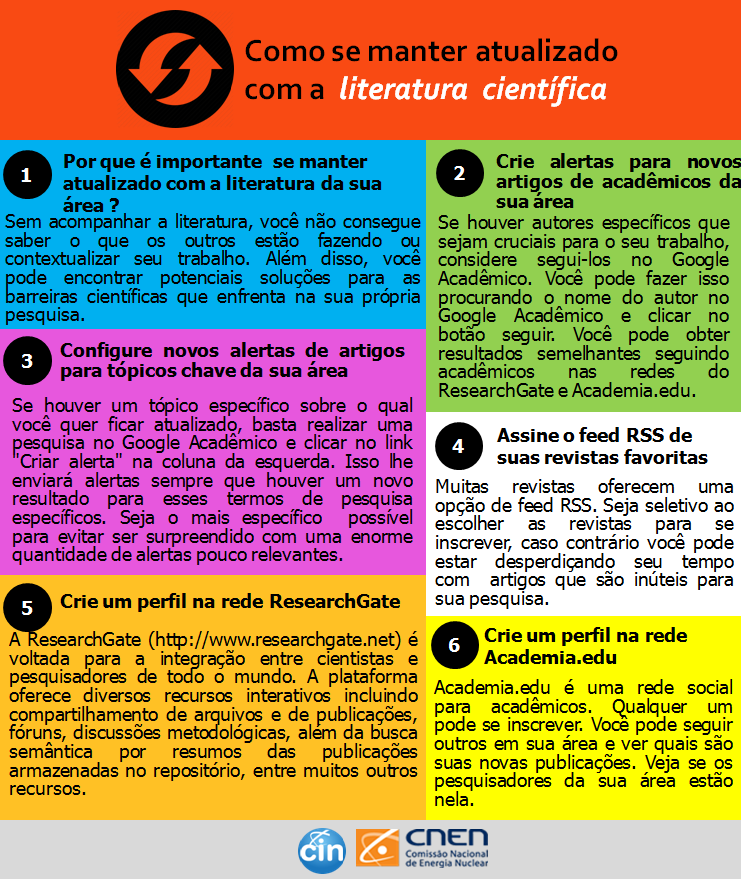 Como se manter atualizado
com a literatura científica
1
Por que é importante se manter
atualizado com a literatura da sua
área ?
Sem acompanhar a literatura, você não consegue
saber o que os outros estão fazendo ou
contextualizar seu trabalho. Além disso, você
pode encontrar potenciais soluções para as
barreiras científicas que enfrenta na sua própria
pesquisa.
2
Crie alertas para novos
artigos de acadêmicos da
sua área
Se houver autores específicos que
sejam cruciais para o seu trabalho,
considere segui-los no Google
Acadêmico. Você pode fazer isso
procurando o nome do autor no
Google Acadêmico e clicar no
botão seguir. Você pode obter
resultados semelhantes seguindo
acadêmicos nas redes do
ResearchGate e Academia.edu.
3
Configure novos alertas de artigos
para tópicos chave da sua área
Se houver um tópico específico sobre o qual
você quer ficar atualizado, basta realizar uma
pesquisa no Google Acadêmico e clicar no link
"Criar alerta" na coluna da esquerda. Isso lhe
enviará alertas sempre que houver um novo
resultado para esses termos de pesquisa
específicos. Seja o mais específico possível
para evitar ser surpreendido com uma enorme
quantidade de alertas pouco relevantes.
4
Assine o feed RSS de
suas revistas favoritas
Muitas revistas oferecem uma
opção de feed RSS. Seja seletivo ao
escolher as revistas para se
inscrever, caso contrário você pode
estar desperdiçando seu tempo
com artigos que são inúteis para
sua pesquisa.
5
Crie um perfil na rede ResearchGate
A ResearchGate (http://www.researchgate.net) é
voltada para a integração entre cientistas e
pesquisadores de todo o mundo. A plataforma
oferece diversos recursos interativos incluindo
compartilhamento de arquivos e de publicações,
fóruns, discussões metodológicas, além da busca
semântica por resumos das publicações
armazenadas no repositório, entre muitos outros
recursos.
6
Crie um perfil na rede
Academia.edu
Academia.edu é uma rede social
para acadêmicos. Qualquer um
pode se inscrever. Você pode seguir
outros em sua área e ver quais são
suas novas publicações. Veja se os
pesquisadores da sua área estão
nela.
cin
CNEN
Comissão Nacional
de Energia Nuclear